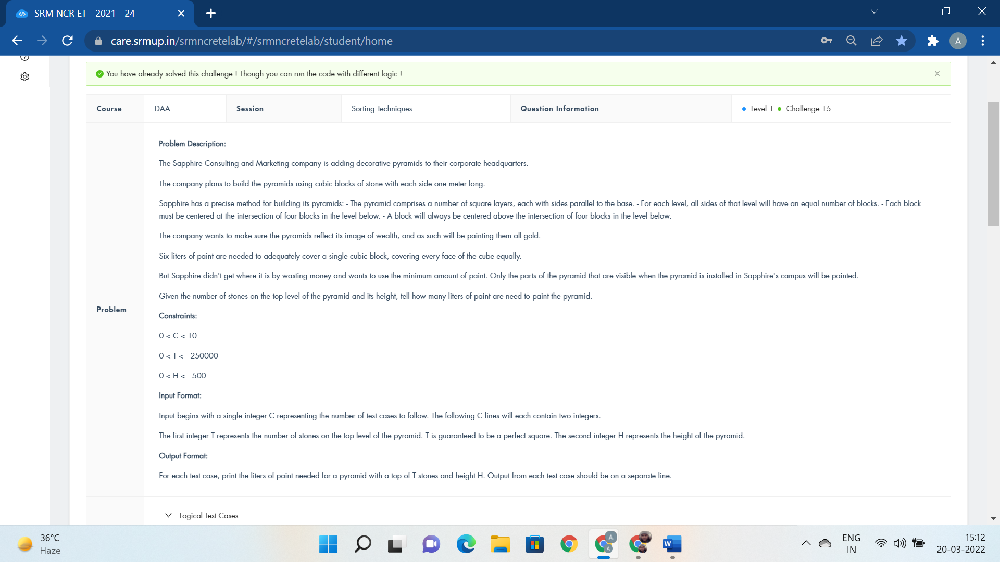 SRM NCR ET - 2021 - 24
care.srmup.in/srmncretelab/#/srmncretelab/student/home
A
You have already solved this challenge ! Though you can run the code with different logic !
Course DAA Session Sorting Techniques Question Information Level 1 Challenge 15
Problem
Problem Description:
The Sapphire Consulting and Marketing company is adding decorative pyramids to their corporate headquarters.
The company plans to build the pyramids using cubic blocks of stone with each side one meter long.
Sapphire has a precise method for building its pyramids: - The pyramid comprises a number of square layers, each with sides parallel to the base. - For each level, all sides of that level will have an equal number of blocks. - Each block
must be centered at the intersection of four blocks in the level below. - A block will always be centered above the intersection of four blocks in the level below.
The company wants to make sure the pyramids reflect its image of wealth, and as such will be painting them all gold.
Six liters of paint are needed to adequately cover a single cubic block, covering every face of the cube equally.
But Sapphire didn't get where it is by wasting money and wants to use the minimum amount of paint. Only the parts of the pyramid that are visible when the pyramid is installed in Sapphire's campus will be painted.
Given the number of stones on the top level of the pyramid and its height, tell how many liters of paint are need to paint the pyramid.
Constraints:
0 < C < 10
0 < T <= 250000
0 < H <= 500
Input Format:
Input begins with a single integer C representing the number of test cases to follow. The following C lines will each contain two integers.
The first integer T represents the number of stones on the top level of the pyramid. T is guaranteed to be a perfect square. The second integer H represents the height of the pyramid.
Output Format:
For each test case, print the liters of paint needed for a pyramid with a top of T stones and height H. Output from each test case should be on a separate line.
Logical Test Cases
36°C
Haze
A
A
W
ENG
IN
15:12
20-03-2022